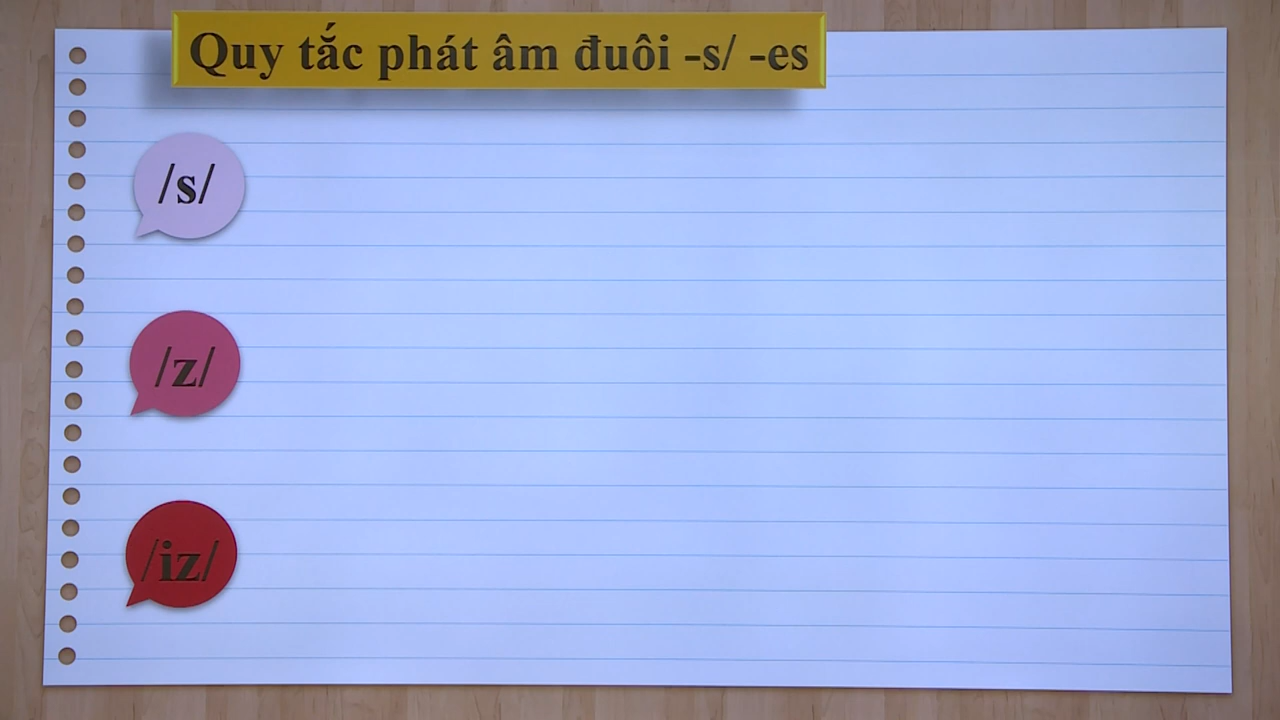 Quy tắc phát âm đuôi -s/ -es
/s/
/z/
/iz/